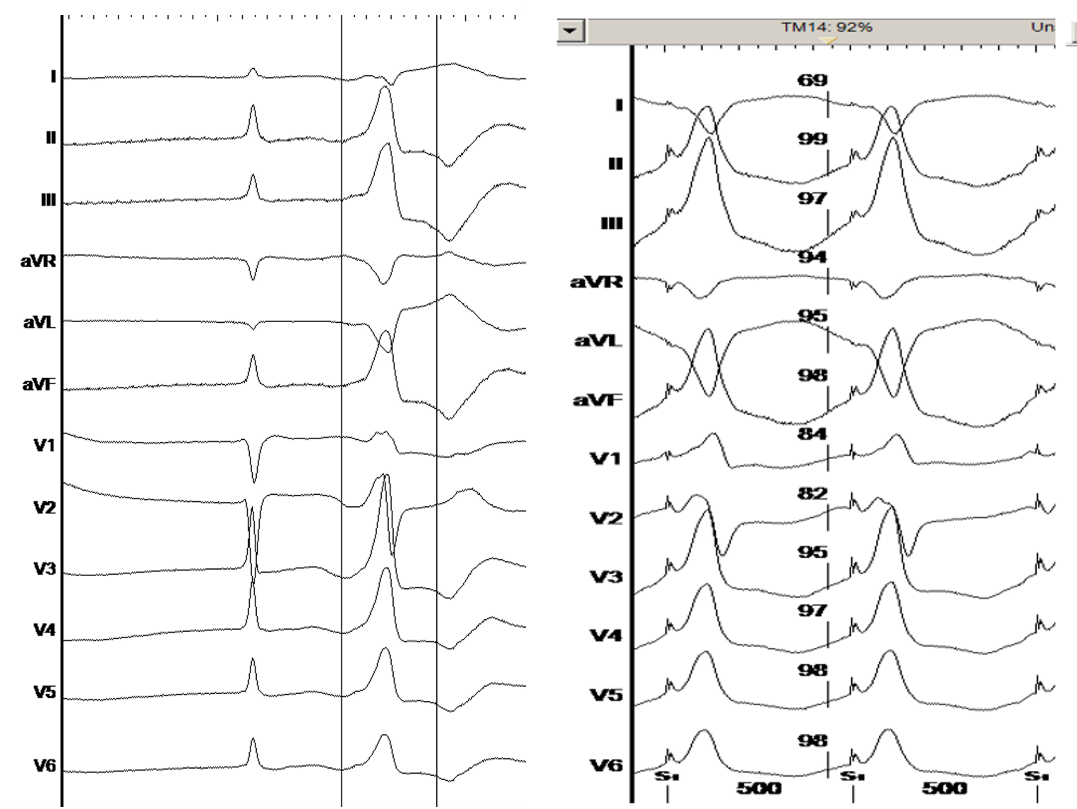 I
II
III
aVR
aVL
aVF
V1
V2
V3
V4
V5
V6
TM14: 92%
Un
I
69
II
99
III
97
aVR
94
aVL
95
aVF
98
V1
84
V2
82
V3
95
V4
97
V5
98
V6
98
S₁ S₁ S₁
500 500